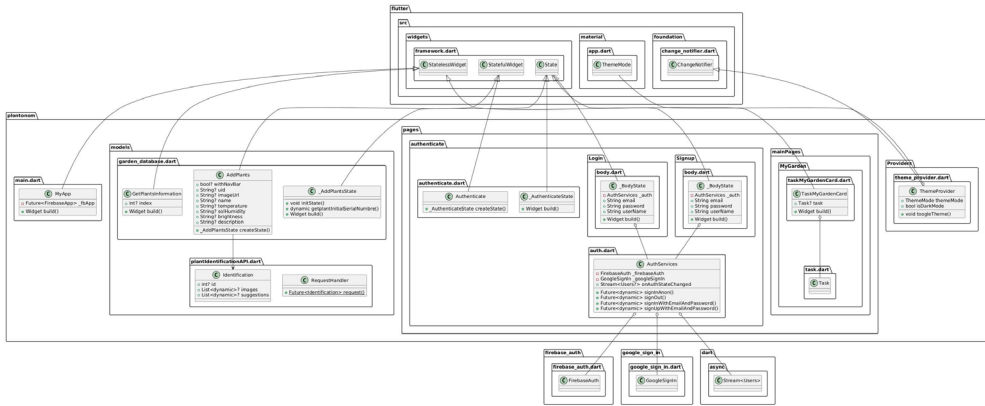 flutter
src
widgets
material
foundation
framework.dart
app.dart
change_notifier.dart
StatelessWidget
StatefulWidget
State
ThemeMode
ChangeNotifier
plontonom
models
pages
garden_database.dart
authenticate
mainPages
Login
Signup
MyGarden
Providers
main.dart
authenticate.dart
body.dart
body.dart
taskMyGardenCard.dart
theme_provider.dart
MyApp
Future<FirebaseApp> _fbApp
Widget build()
GetPlantsInformation
int? index
Widget build()
AddPlants
bool? withNavBar
String? uid
String? imageUrl
String? name
String? temperature
String? soilHumidity
String? brightness
String? description
_AddPlantsState createState()
_AddPlantsState
void initState()
dynamic getplantInitialSerialNumbre()
Widget build()
Authenticate
_AuthenticateState createState()
_AuthenticateState
Widget build()
_BodyState
AuthServices _auth
String email
String password
String userName
Widget build()
_BodyState
AuthServices _auth
String email
String password
String userName
Widget build()
TaskMyGardenCard
Task? task
Widget build()
ThemeProvider
ThemeMode themeMode
bool isDarkMode
void toogleTheme()
plantIdentificationAPI.dart
Identification
int? id
List<dynamic>? images
List<dynamic>? suggestions
RequestHandler
Future<Identification> request()
auth.dart
AuthServices
FirebaseAuth _firebaseAuth
GoogleSignIn _googleSignIn
Stream<Users?> onAuthStateChanged
Future<dynamic> signInAnon()
Future<dynamic> signOut()
Future<dynamic> signInWithEmailAndPassword()
Future<dynamic> signUpWithEmailAndPassword()
task.dart
Task
firebase_auth
firebase_auth.dart
FirebaseAuth
google_sign_in
google_sign_in.dart
GoogleSignIn
dart
async
Stream<Users>